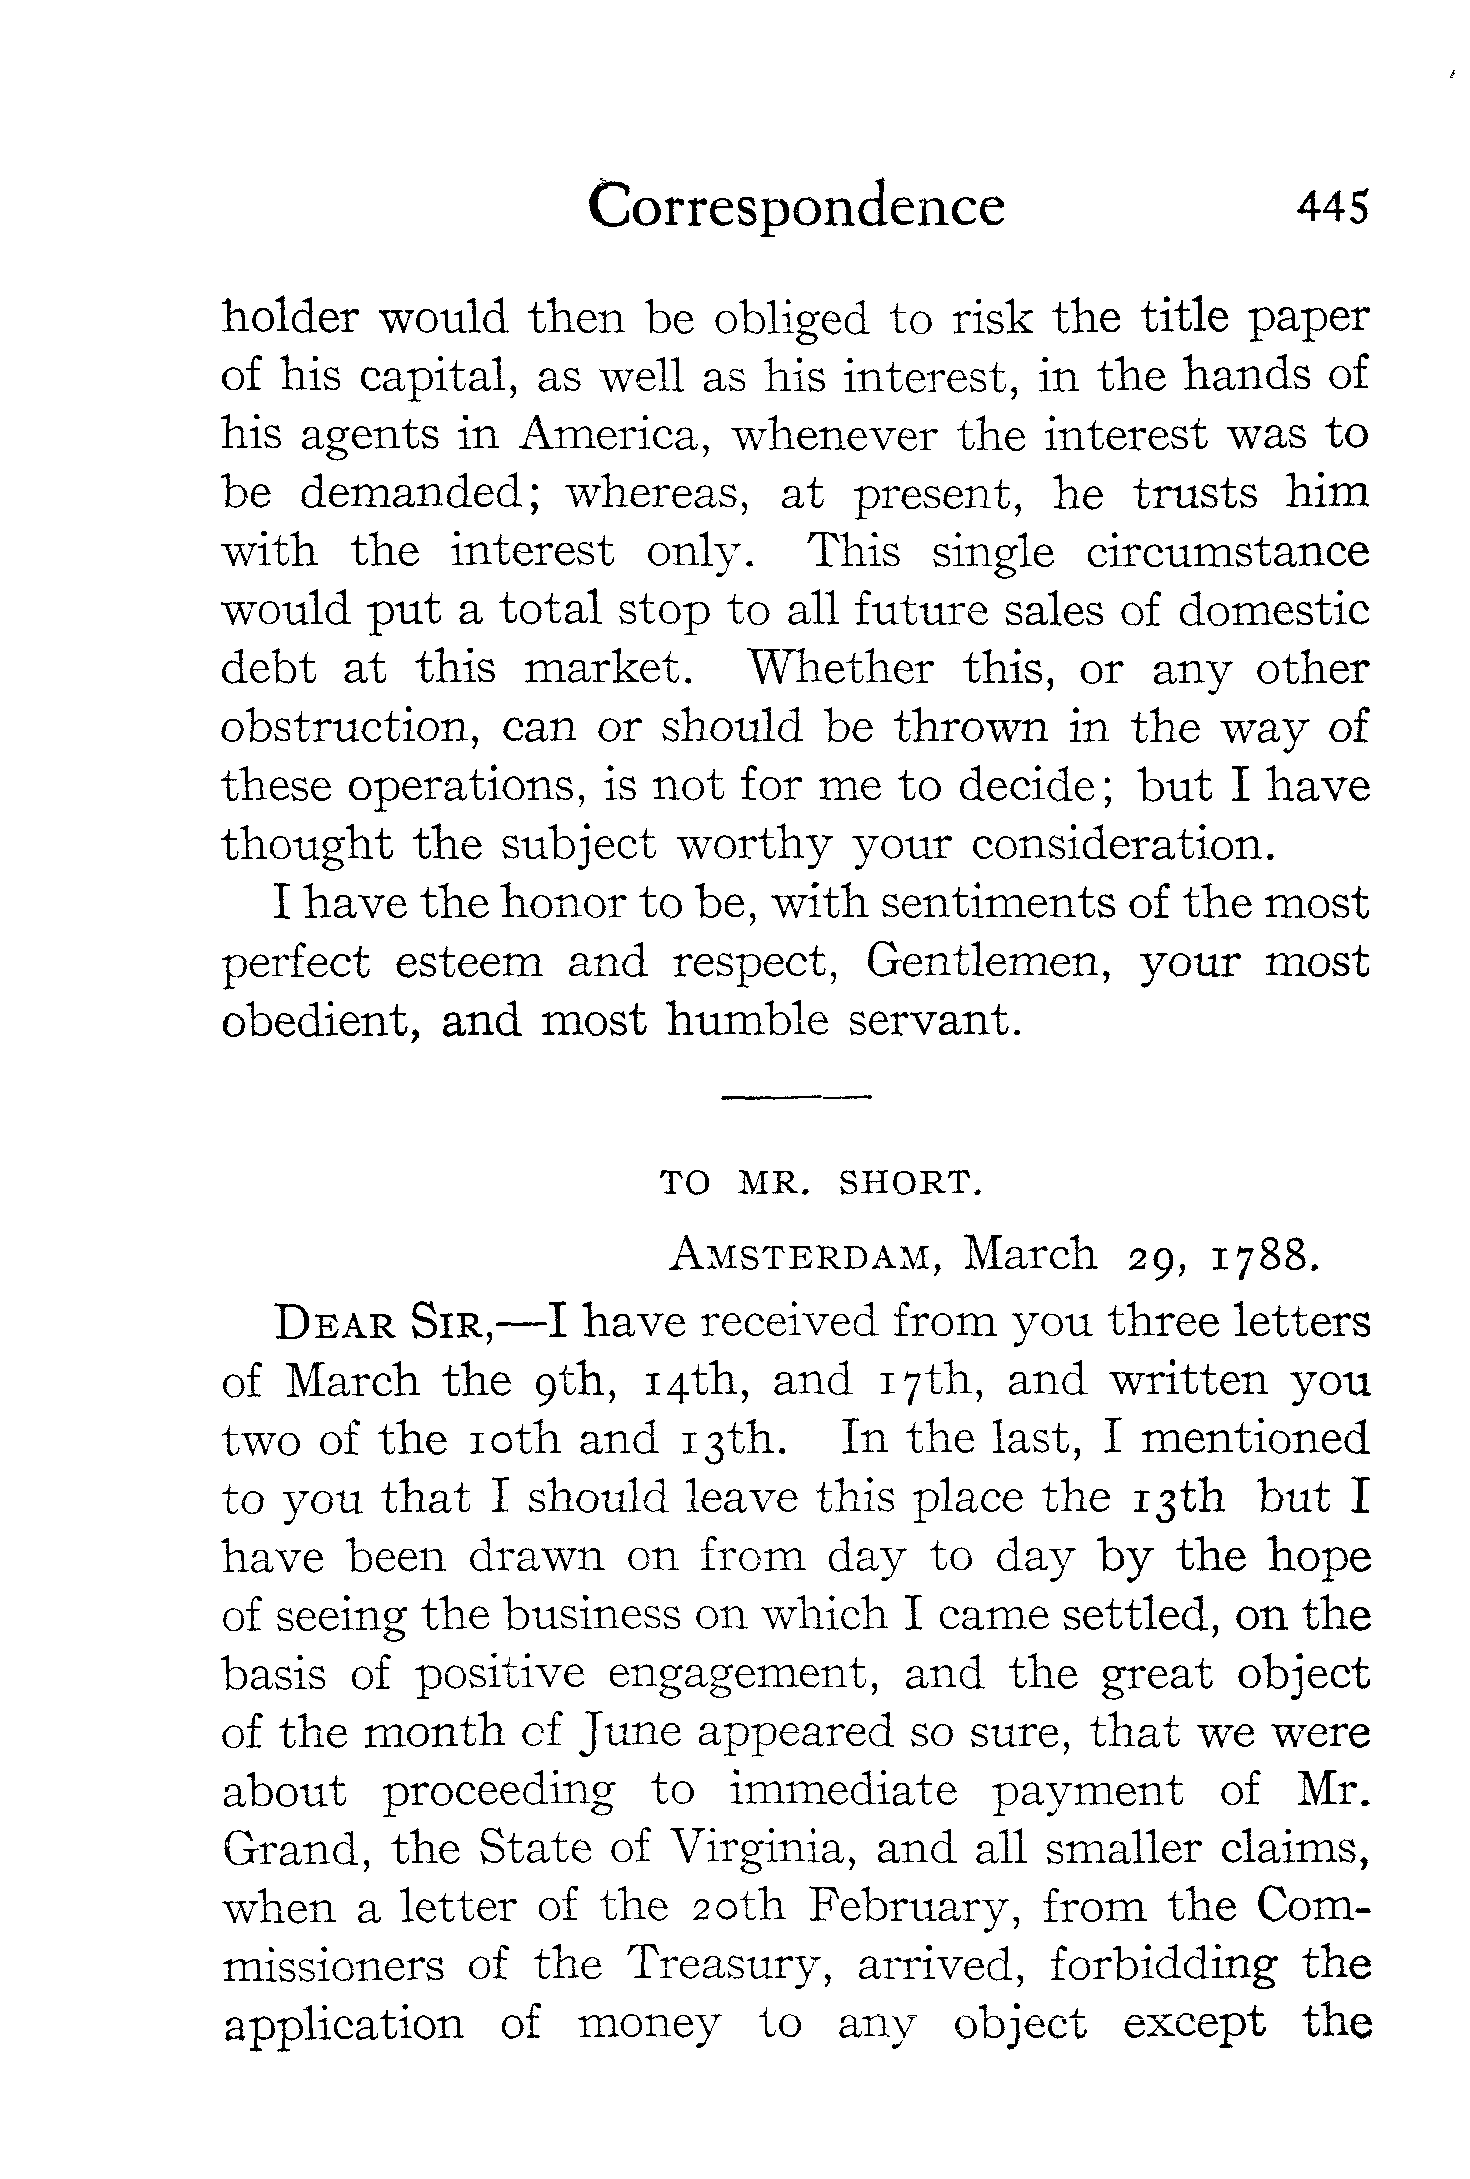 Correspondence 445
holder would then be obliged to risk the title paper
of his capital, as well as his interest, in the hands of
his agents in America, whenever the interest was to
be demanded; whereas, at present, he trusts him
with the interest only. This single circumstance
would put a total stop to all future sales of domestic
debt at this market. Whether this, or any other
obstruction, can or should be thrown in the way of
these operations, is not for me to decide; but I have
thought the subject worthy your consideration.
I have the honor to be, with sentiments of the most
perfect esteem and respect, Gentlemen, your most
obedient, and most humble servant.
TO MR. SHORT.
AMSTERDAM, March 29, 1788.
DEAR SIR,—I have received from you three letters
of March the 9th, 14th, and 17th, and written you
two of the 10th and 13th. In the last, I mentioned
to you that I should leave this place the 13th but I
have been drawn on from day to day by the hope
of seeing the business on which I came settled, on the
basis of positive engagement, and the great object
of the month of June appeared so sure, that we were
about proceeding to immediate payment of Mr.
Grand, the State of Virginia, and all smaller claims,
when a letter of the 20th February, from the Com-
missioners of the Treasury, arrived, forbidding the
application of money to any object except the